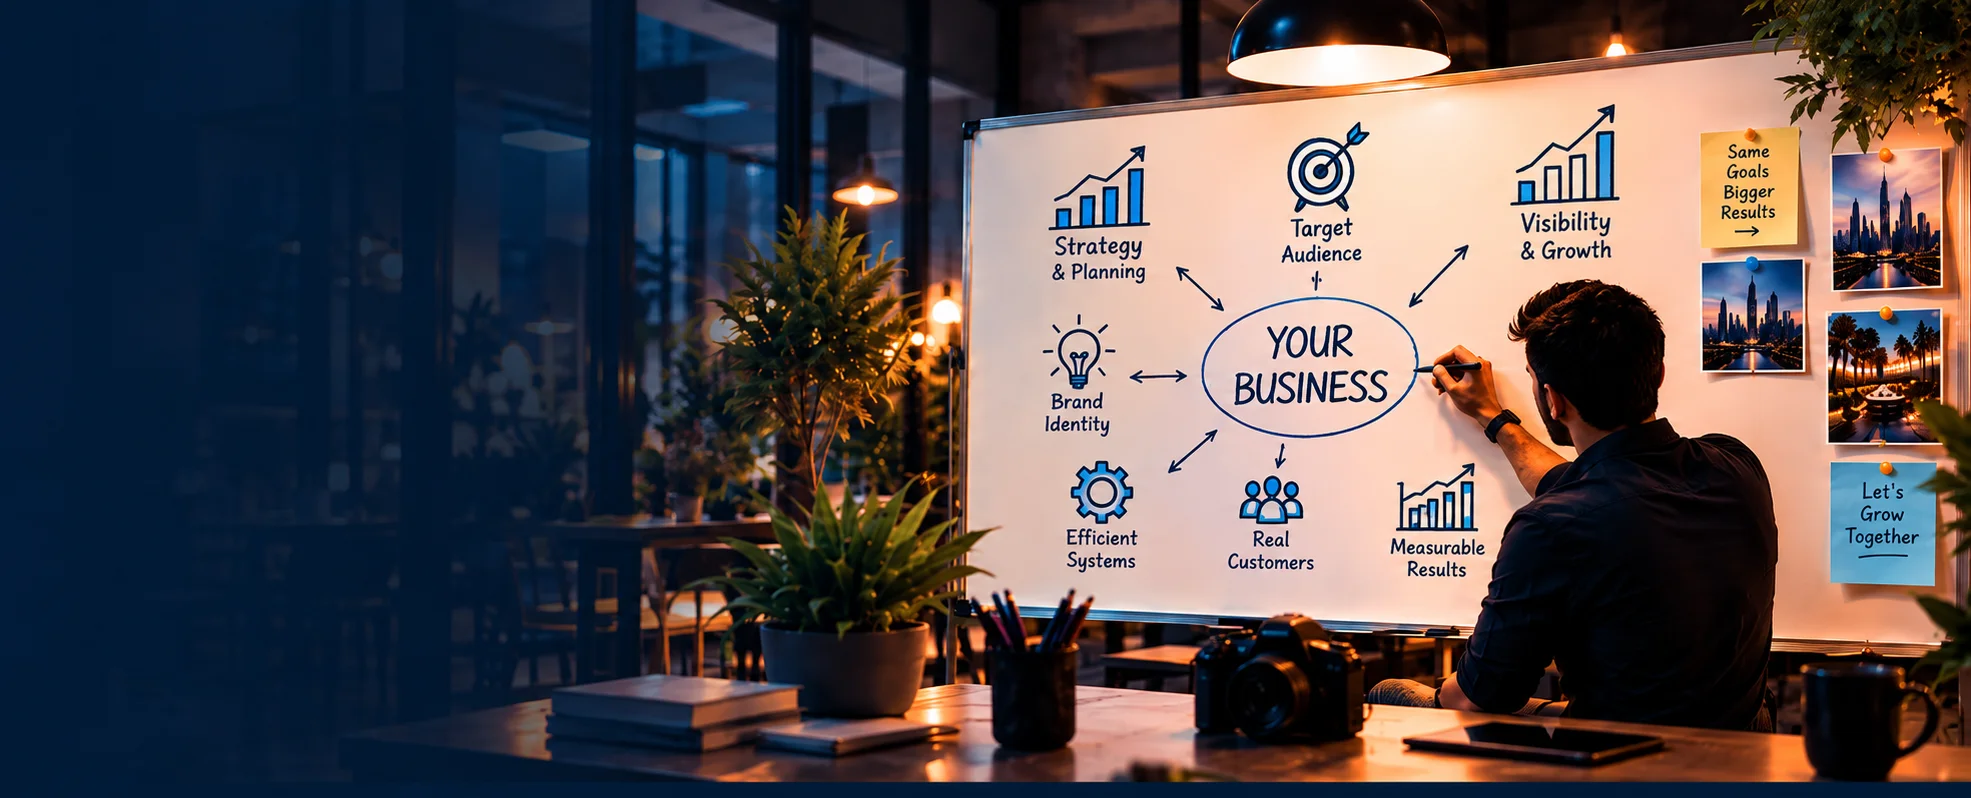 Strategy
& Planning
Target
Audience
Visibility
& Growth
Brand
Identity
YOUR
BUSINESS
Efficient
Systems
Real
Customers
Measurable
Results
Same
Goals
Bigger
Results
Let's
Grow
Together